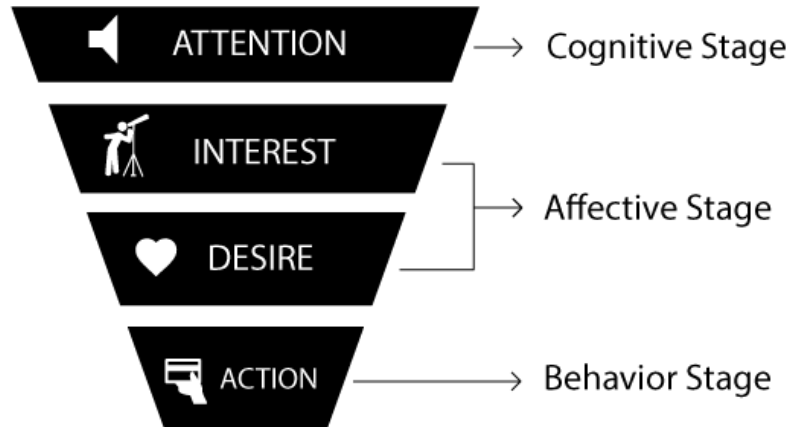 ATTENTION
Cognitive Stage
INTEREST
Affective Stage
DESIRE
ACTION
Behavior Stage